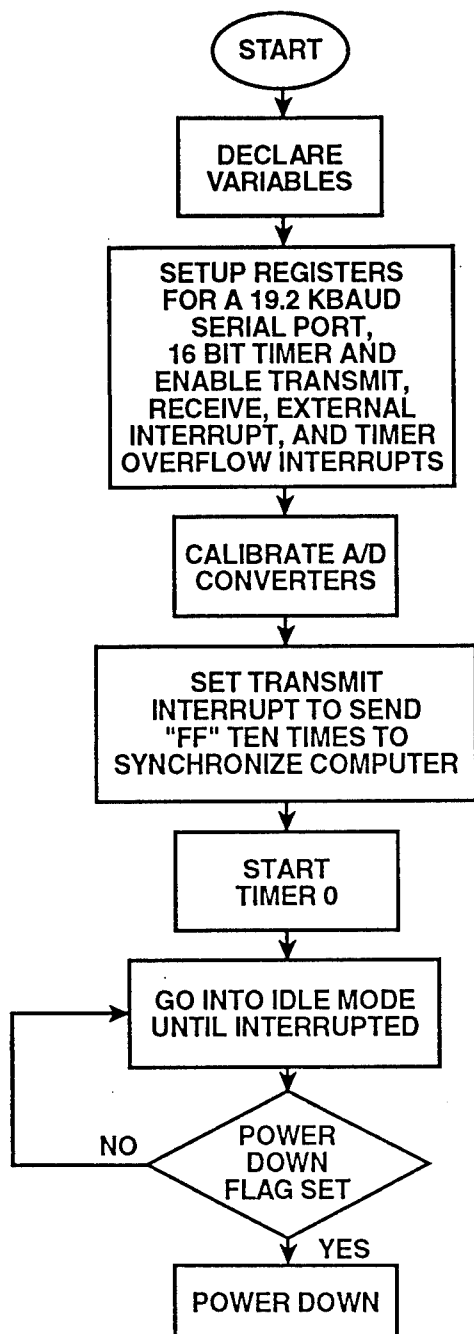 START
DECLARE
VARIABLES
SETUP REGISTERS
FOR A 19.2 KBAUD
SERIAL PORT,
16 BIT TIMER AND
ENABLE TRANSMIT,
RECEIVE, EXTERNAL
INTERRUPT, AND TIMER
OVERFLOW INTERRUPTS
CALIBRATE A/D
CONVERTERS
SET TRANSMIT
INTERRUPT TO SEND
"FF" TEN TIMES TO
SYNCHRONIZE COMPUTER
START
TIMER 0
GO INTO IDLE MODE
UNTIL INTERRUPTED
NO
POWER
DOWN
FLAG SET
YES
POWER DOWN